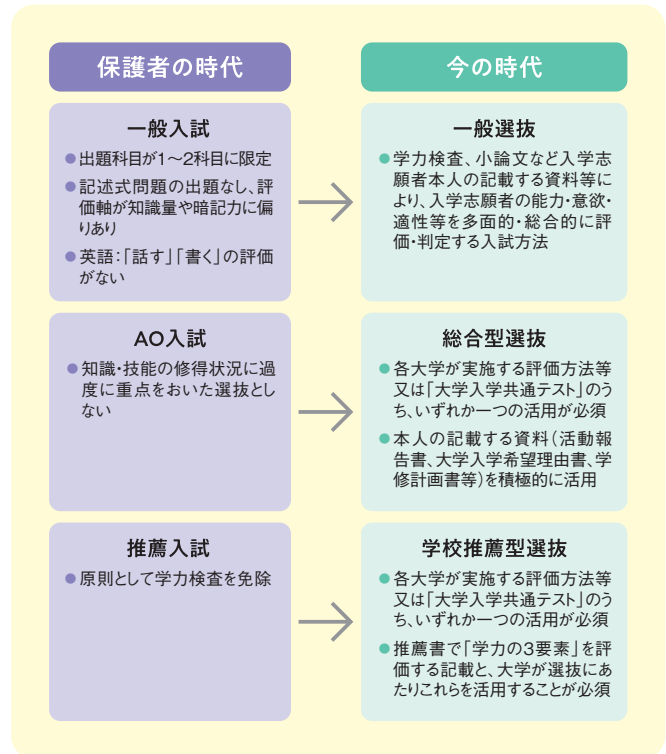 保護者の時代
今の時代
一般入試
●出題科目が1～2科目に限定
●記述式問題の出題なし、評
価軸が知識量や暗記力に偏
りあり
●英語：「話す」「書く」の評価
がない
一般選抜
●学力検査、小論文など入学志
願者本人の記載する資料等に
より、入学志願者の能力・意欲・
適性等を多面的・総合的に評
価・判定する入試方法
AO入試
●知識・技能の修得状況に過
度に重点をおいた選抜とし
ない
総合型選抜
●各大学が実施する評価方法等
又は「大学入学共通テスト」のう
ち、いずれか一つの活用が必須
●本人の記載する資料（活動報
告書、大学入学希望理由書、学
修計画書等）を積極的に活用
推薦入試
●原則として学力検査を免除
学校推薦型選抜
●各大学が実施する評価方法等
又は「大学入学共通テスト」のう
ち、いずれか一つの活用が必須
●推薦書で「学力の3要素」を評
価する記載と、大学が選抜にあ
たりこれらを活用することが必須